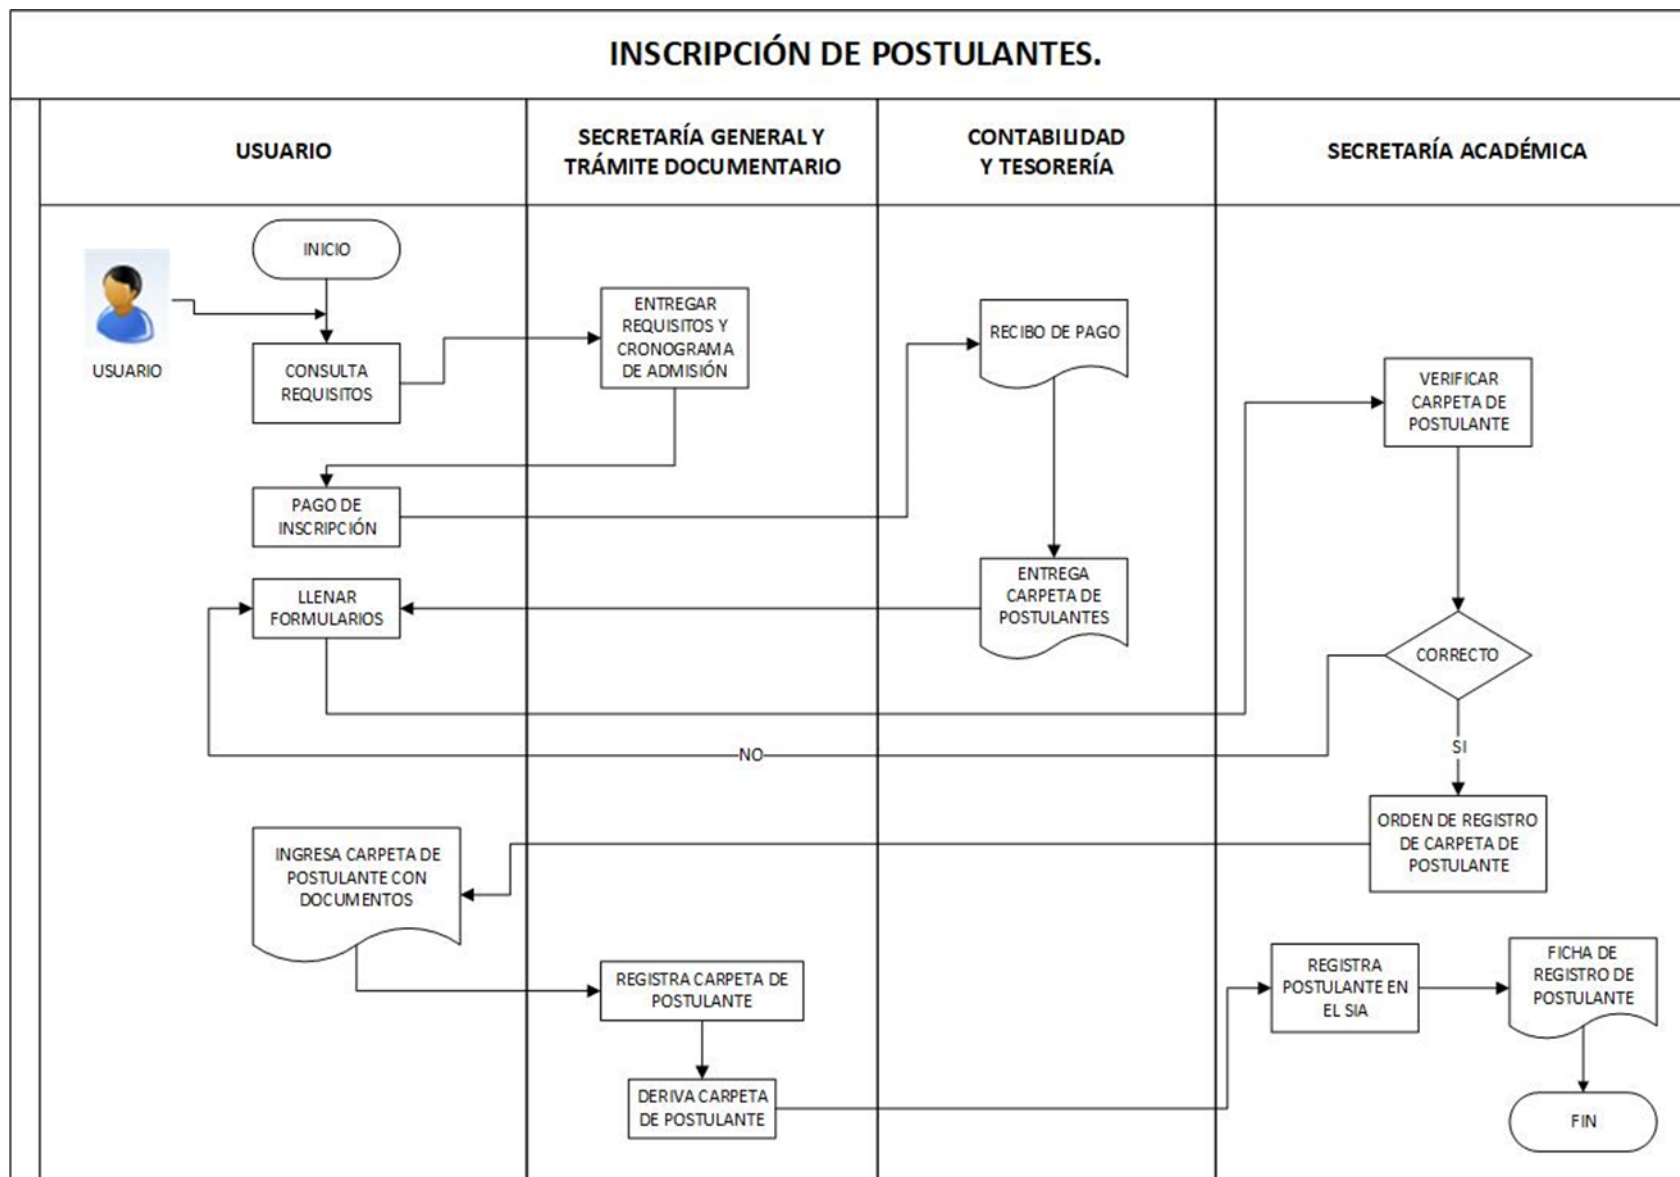 INSCRIPCIÓN DE POSTULANTES.
USUARIO
SECRETARÍA GENERAL Y
TRÁMITE DOCUMENTARIO
CONTABILIDAD
Y TESORERÍA
SECRETARÍA ACADÉMICA
INICIO
USUARIO
CONSULTA
REQUISITOS
ENTREGAR
REQUISITOS Y
CRONOGRAMA
DE ADMISIÓN
PAGO DE
INSCRIPCIÓN
RECIBO DE PAGO
ENTREGA
CARPETA DE
POSTULANTES
LLENAR
FORMULARIOS
VERIFICAR
CARPETA DE
POSTULANTE
CORRECTO
NO
SI
ORDEN DE REGISTRO
DE CARPETA DE
POSTULANTE
INGRESA CARPETA DE
POSTULANTE CON
DOCUMENTOS
REGISTRA CARPETA DE
POSTULANTE
DERIVA CARPETA
DE POSTULANTE
REGISTRA
POSTULANTE EN
EL SIA
FICHA DE
REGISTRO DE
POSTULANTE
FIN